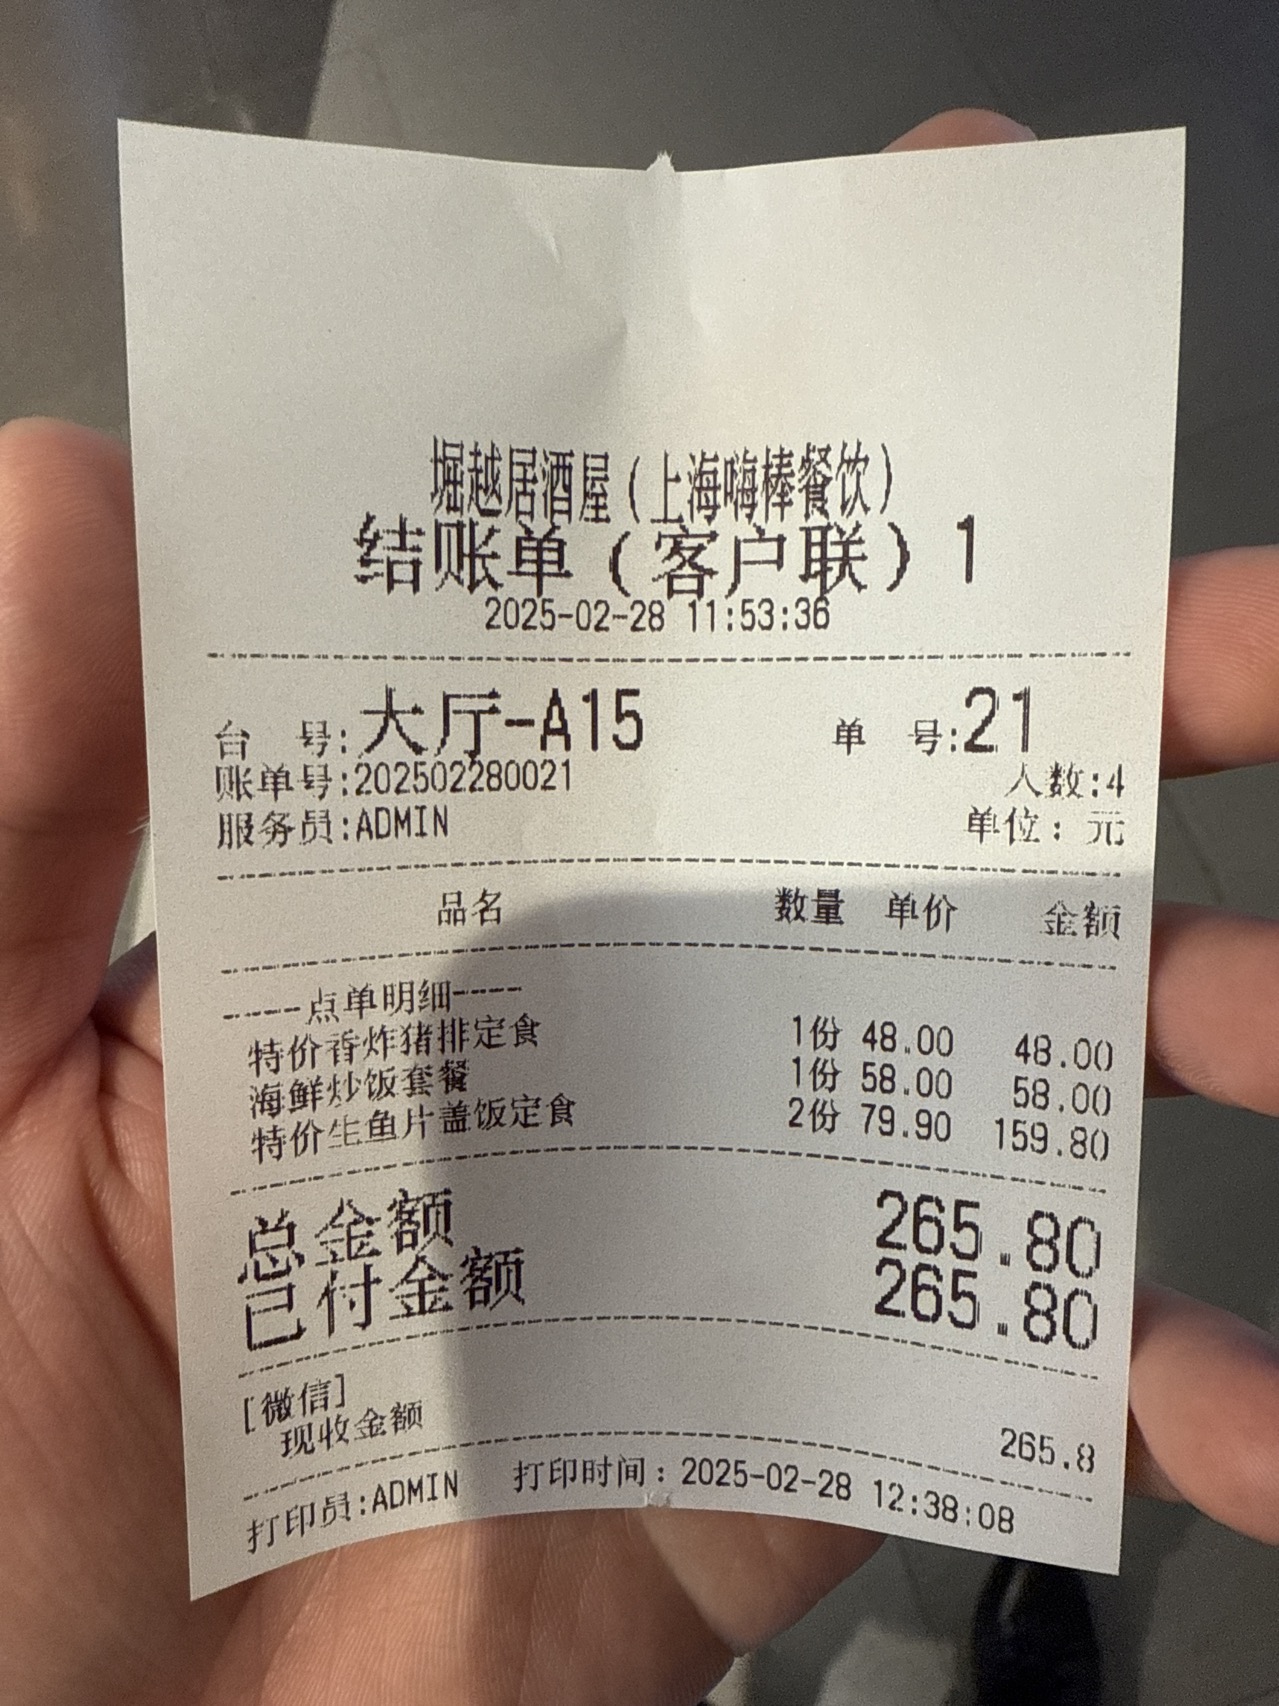 堀越居酒屋(上海嗨棒餐饮)
结账单(客户联)1
2025-02-28 11:53:36
台 号:大厅-A15 单 号:21
账单号:202502280021 人数:4
服务员:ADMIN 单位: 元
品名 数量 单价 金额
----点单明细----
特价香炸猪排定食 1份 48.00 48.00
海鲜炒饭套餐 1份 58.00 58.00
特价生鱼片盖饭定食 2份 79.90 159.80
总金额 265.80
已付金额 265.80
[微信]
现收金额 265.8
打印员:ADMIN 打印时间:2025-02-28 12:38:08